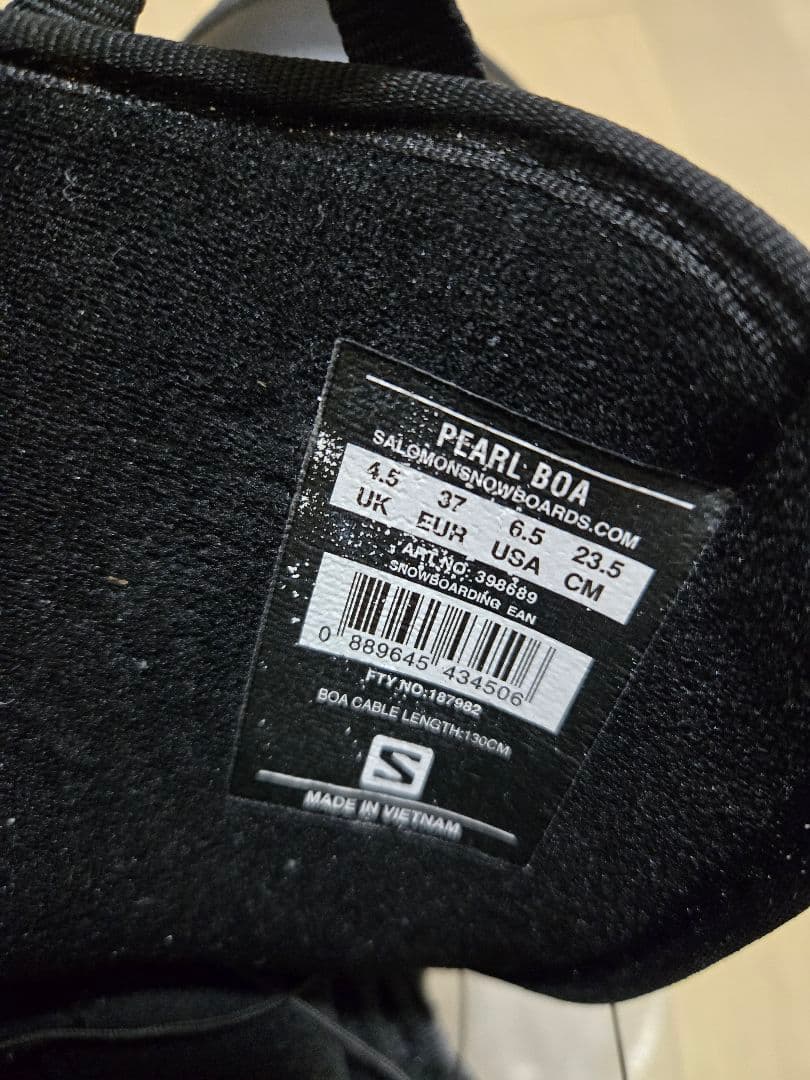 PEARL BOA
SALOMONSNOWBOARDS.COM
4.5 37 6.5 23.5
UK EUR USA CM
ART.NO. 398689
SNOWBOARDING EAN
0 889645 434506
FTY NO:187982
BOA CABLE LENGTH:130CM
S
MADE IN VIETNAM